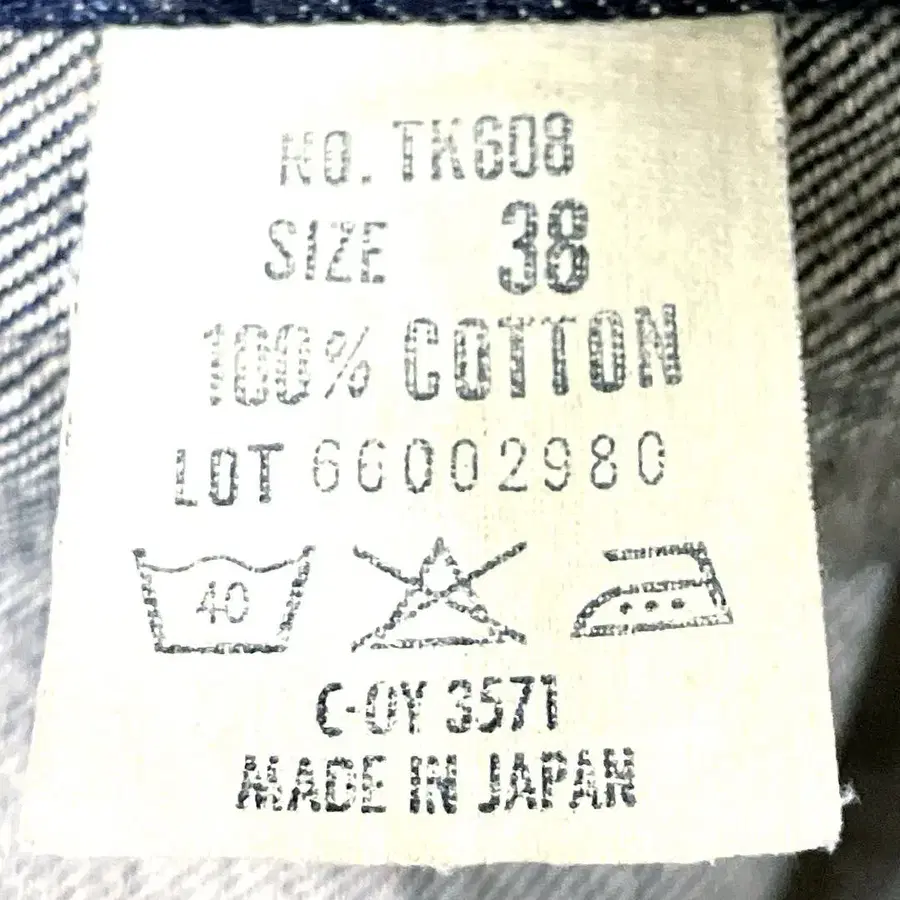 NO. TK608
SIZE 38
100% COTTON
LOT 66002980
40
C-OY 3571
MADE IN JAPAN